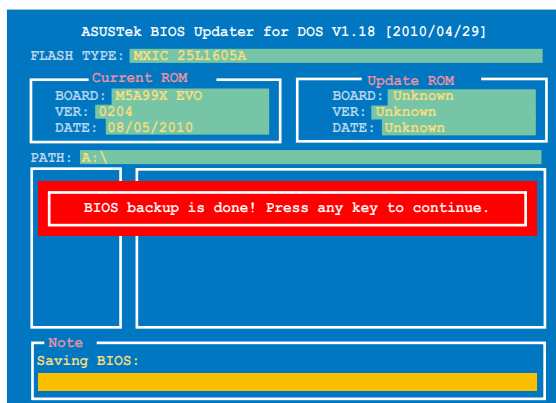 ASUSTek BIOS Updater for DOS V1.18 [2010/04/29]
FLASH TYPE: MXIC 25L1605A
Current ROM
BOARD: M5A99X EVO
VER: 0204
DATE: 08/05/2010
Update ROM
BOARD: Unknown
VER: Unknown
DATE: Unknown
PATH: A:\
BIOS backup is done! Press any key to continue.
Note
Saving BIOS: